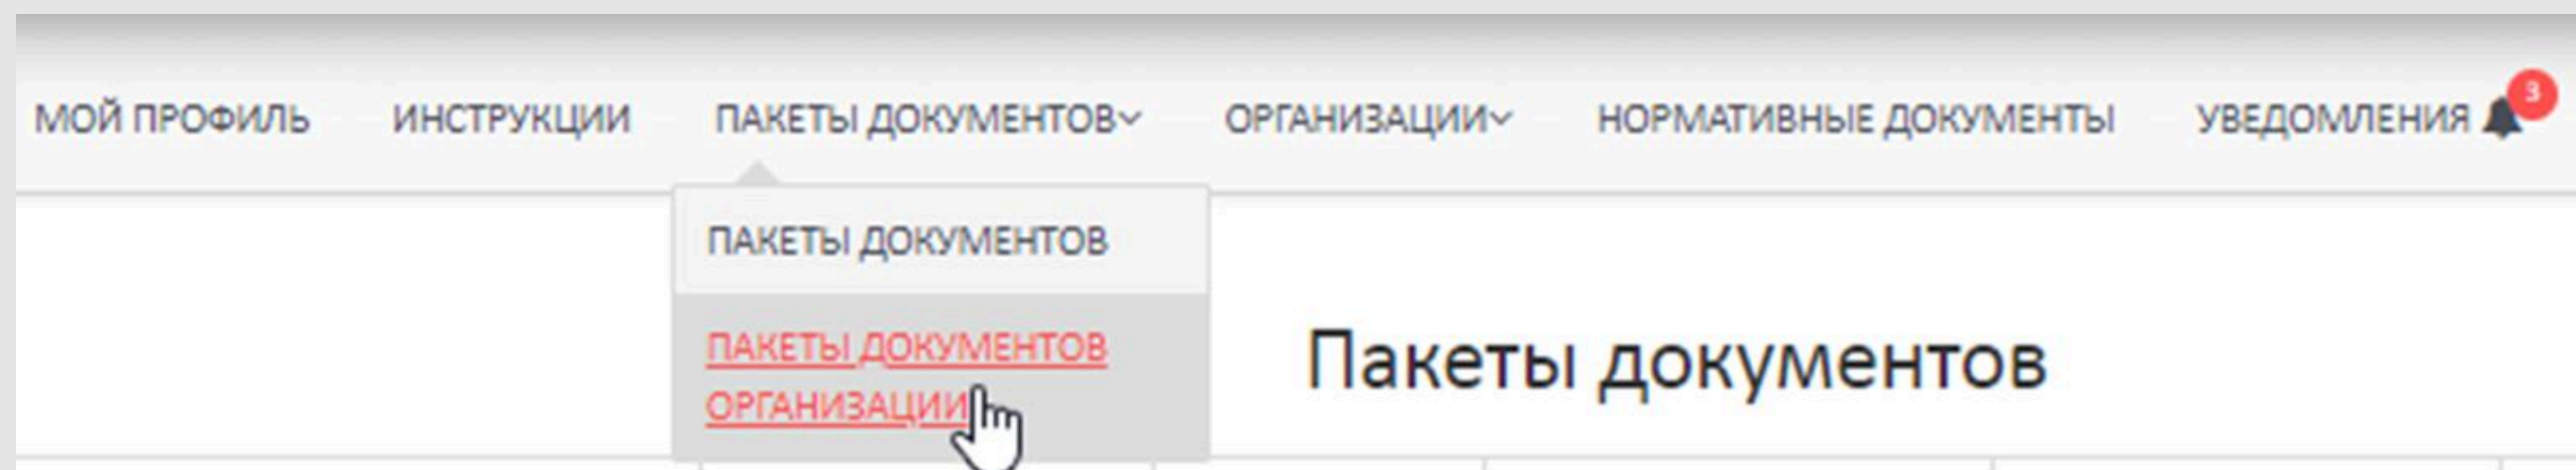 МОЙ ПРОФИЛЬ ИНСТРУКЦИИ ПАКЕТЫ ДОКУМЕНТОВ ОРГАНИЗАЦИИ НОРМАТИВНЫЕ ДОКУМЕНТЫ УВЕДОМЛЕНИЯ 3
ПАКЕТЫ ДОКУМЕНТОВ
ПАКЕТЫ ДОКУМЕНТОВ
ОРГАНИЗАЦИИ
Пакеты документов